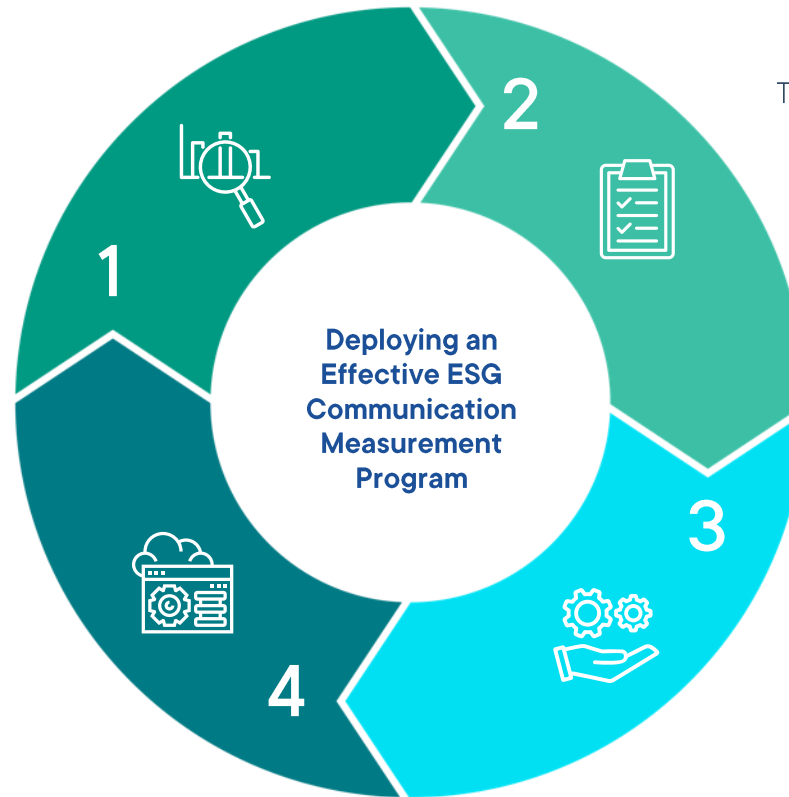 1
2
T
3
4
Deploying an
Effective ESG
Communication
Measurement
Program